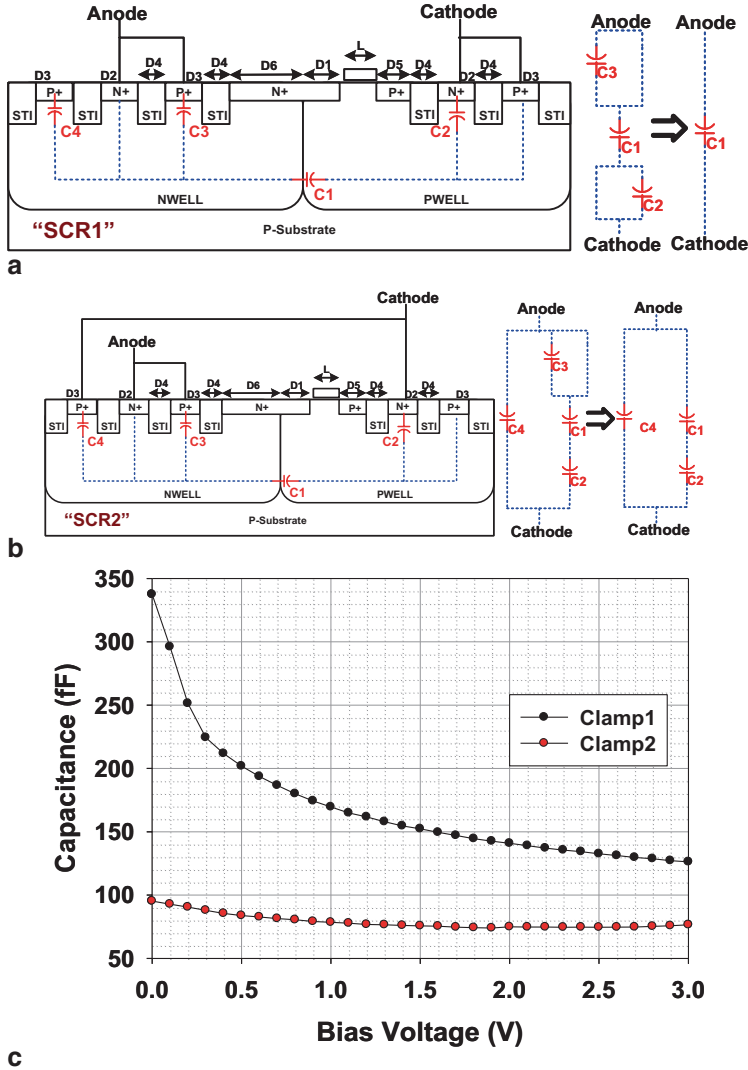 Anode
Cathode
L
D4 D4 D6 D1 D5 D4 D4
D3 D2 D3 D2 D3
P+ N+ P+ N+ P+ N+ P+
STI STI STI STI STI STI
C4 C3 C2
C1
NWELL PWELL
"SCR1"
P-Substrate
Anode
C3
C1
C2
Cathode
Anode
C1
Cathode
a
Cathode
Anode
L
D4 D4 D6 D1 D5 D4 D4
D3 D2 D3 D2 D3
P+ N+ P+ N+ P+ N+ P+
STI STI STI STI STI STI
C4 C3 C2
C1
NWELL PWELL
"SCR2"
P-Substrate
Anode
C3
C4
C1
C2
Cathode
Anode
C4
C1
C2
Cathode
b
Capacitance (fF)
350
300
250
200
150
100
50
Clamp1
Clamp2
0.0 0.5 1.0 1.5 2.0 2.5 3.0
Bias Voltage (V)
c